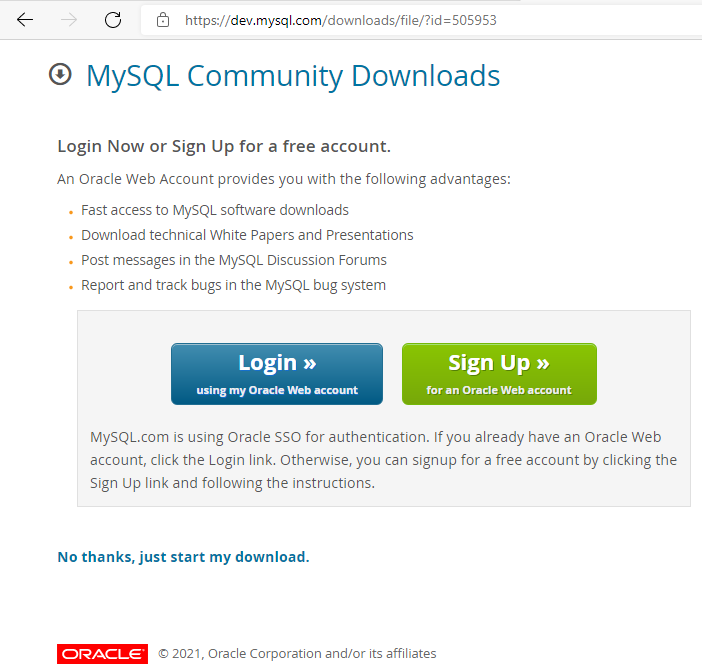 https://dev.mysql.com/downloads/file/?id=505953
MySQL Community Downloads
Login Now or Sign Up for a free account.
An Oracle Web Account provides you with the following advantages:
Fast access to MySQL software downloads
Download technical White Papers and Presentations
Post messages in the MySQL Discussion Forums
Report and track bugs in the MySQL bug system
Login »
using my Oracle Web account
Sign Up »
for an Oracle Web account
MySQL.com is using Oracle SSO for authentication. If you already have an Oracle Web
account, click the Login link. Otherwise, you can signup for a free account by clicking the
Sign Up link and following the instructions.
No thanks, just start my download.
ORACLE © 2021, Oracle Corporation and/or its affiliates